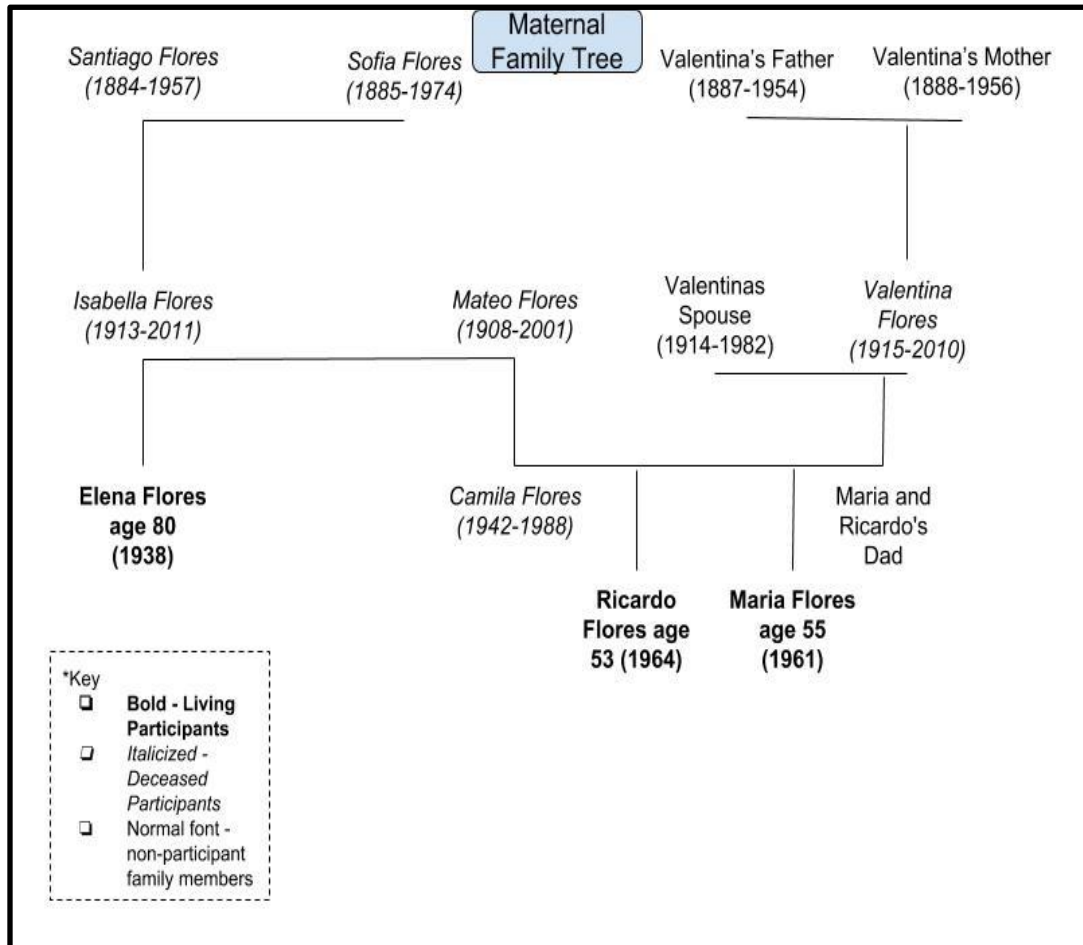 Maternal
Family Tree
Santiago Flores
(1884-1957)
Sofia Flores
(1885-1974)
Valentina’s Father
(1887-1954)
Valentina’s Mother
(1888-1956)
Isabella Flores
(1913-2011)
Mateo Flores
(1908-2001)
Valentinas
Spouse
(1914-1982)
Valentina
Flores
(1915-2010)
Elena Flores
age 80
(1938)
Camila Flores
(1942-1988)
Maria and
Ricardo's
Dad
Ricardo
Flores age
53 (1964)
Maria Flores
age 55
(1961)
*Key
Bold - Living
Participants
Italicized -
Deceased
Participants
Normal font -
non-participant
family members